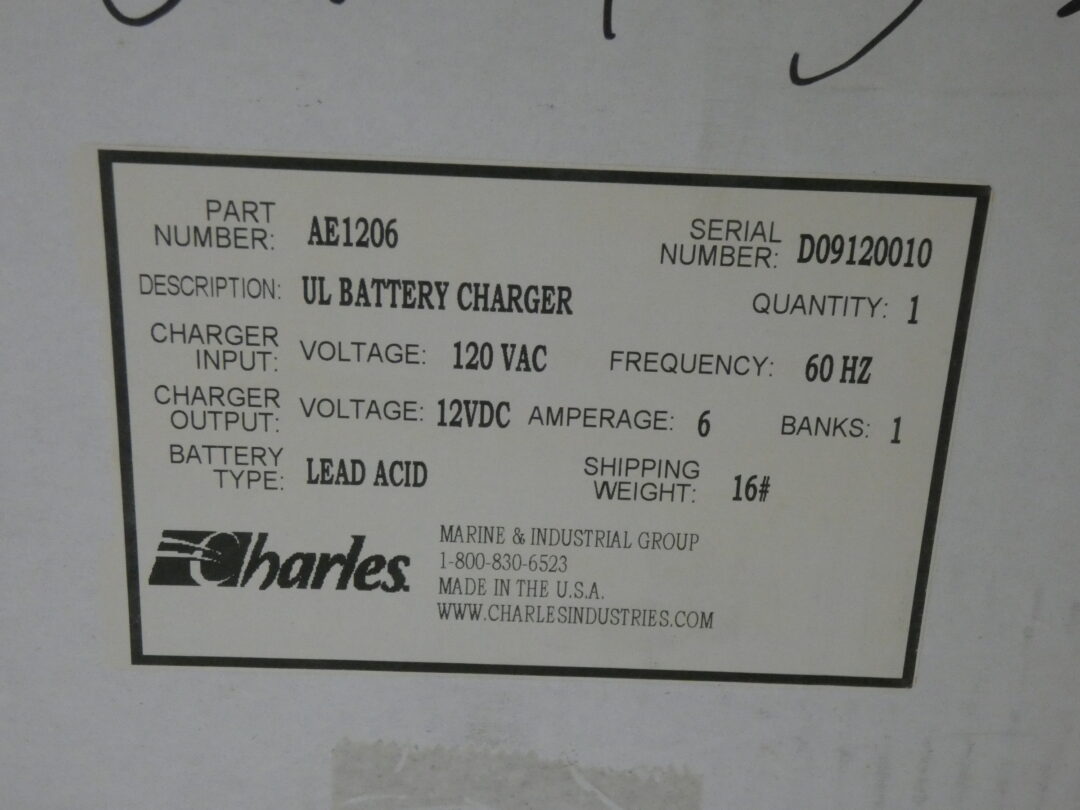 PART NUMBER: AE1206 SERIAL NUMBER: D09120010
DESCRIPTION: UL BATTERY CHARGER QUANTITY: 1
CHARGER INPUT: VOLTAGE: 120 VAC FREQUENCY: 60 HZ
CHARGER OUTPUT: VOLTAGE: 12VDC AMPERAGE: 6 BANKS: 1
BATTERY TYPE: LEAD ACID SHIPPING WEIGHT: 16#
Charles
MARINE & INDUSTRIAL GROUP
1-800-830-6523
MADE IN THE U.S.A.
WWW.CHARLESINDUSTRIES.COM